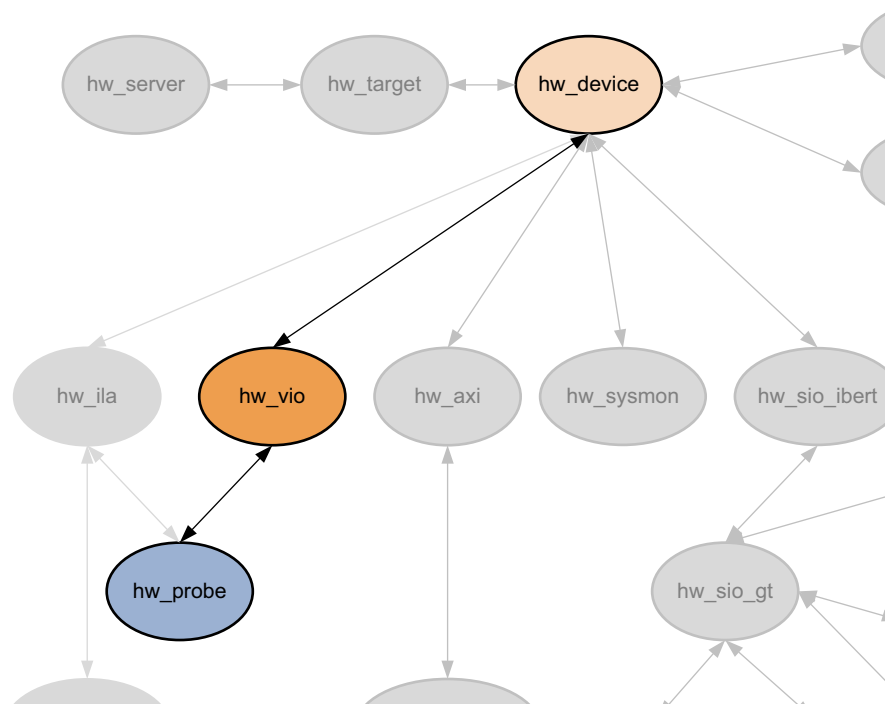 hw_server
hw_target
hw_device
hw_ila
hw_vio
hw_axi
hw_sysmon
hw_sio_ibert
hw_probe
hw_sio_gt